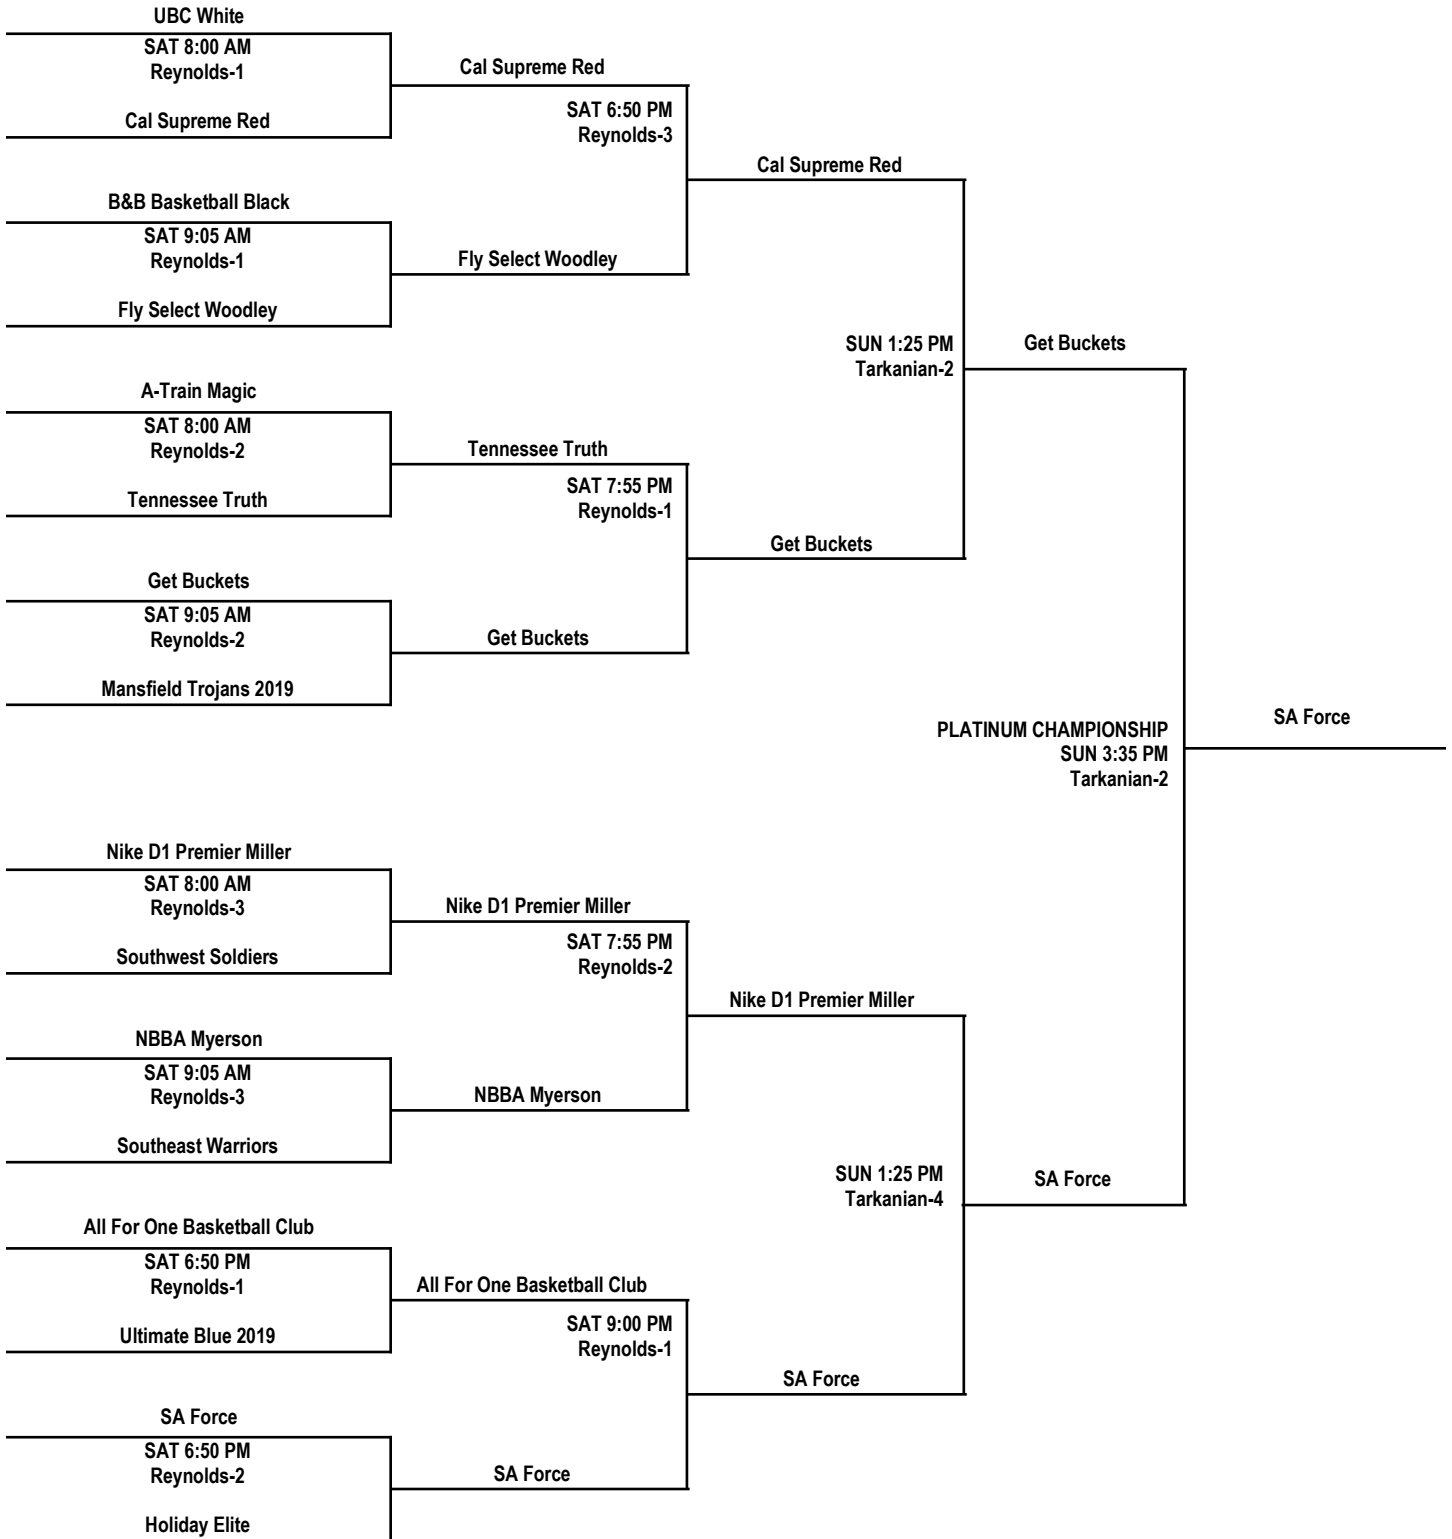 UBC White
SAT 8:00 AM
Reynolds-1
Cal Supreme Red
Cal Supreme Red
SAT 6:50 PM
Reynolds-3
Cal Supreme Red
B&B Basketball Black
SAT 9:05 AM
Reynolds-1
Fly Select Woodley
Fly Select Woodley
SUN 1:25 PM
Tarkanian-2
Get Buckets
A-Train Magic
SAT 8:00 AM
Reynolds-2
Tennessee Truth
Tennessee Truth
SAT 7:55 PM
Reynolds-1
Get Buckets
Get Buckets
SAT 9:05 AM
Reynolds-2
Get Buckets
Mansfield Trojans 2019
PLATINUM CHAMPIONSHIP
SUN 3:35 PM
Tarkanian-2
SA Force
Nike D1 Premier Miller
SAT 8:00 AM
Reynolds-3
Nike D1 Premier Miller
Southwest Soldiers
SAT 7:55 PM
Reynolds-2
Nike D1 Premier Miller
NBBA Myerson
SAT 9:05 AM
Reynolds-3
NBBA Myerson
Southeast Warriors
SUN 1:25 PM
Tarkanian-4
SA Force
All For One Basketball Club
SAT 6:50 PM
Reynolds-1
All For One Basketball Club
Ultimate Blue 2019
SAT 9:00 PM
Reynolds-1
SA Force
SA Force
SAT 6:50 PM
Reynolds-2
SA Force
Holiday Elite